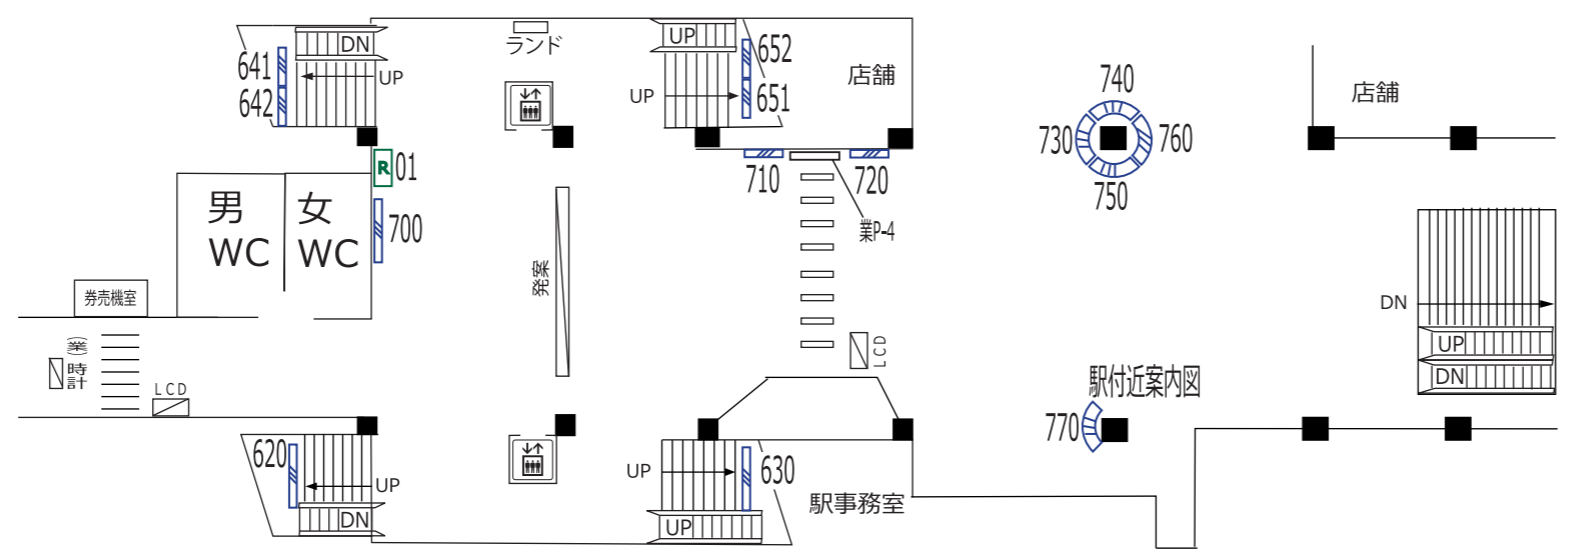 641
642
DN
UP
ランド
UP
UP
652
651
店舗
740
730
760
750
店舗
R 01
700
男
WC
女
WC
710
720
業P-4
発案
券売機室
(業)
時計
LCD
LCD
DN
UP
DN
駅付近案内図
770
620
UP
DN
UP
UP
630
駅事務室